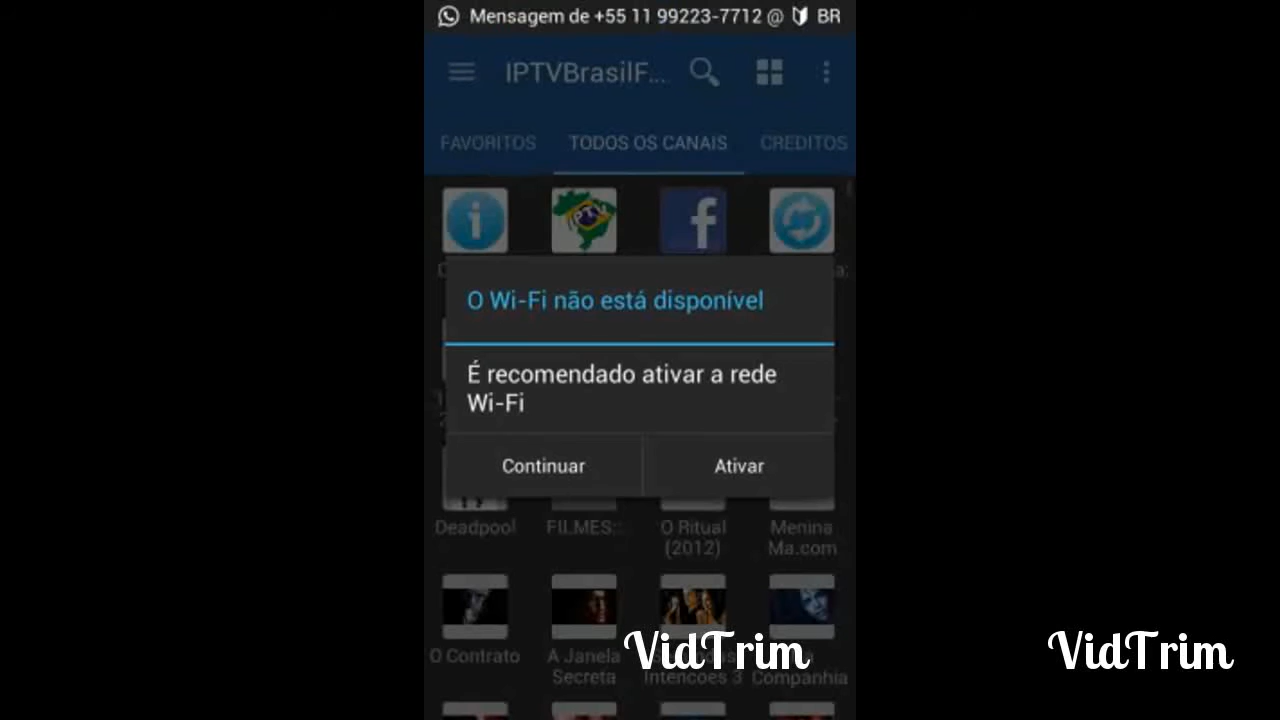 Mensagem de +55 11 99223-7712 @ BR
IPTVBrasilF...
FAVORITOS TODOS OS CANAIS CREDITOS
IPTV
f
O Wi-Fi não está disponível
É recomendado ativar a rede
Wi-Fi
Continuar Ativar
Deadpool FILMES: O Ritual Menina
(2012) Ma.com
O Contrato A Janela
Secreta Intencoes 3 Companhia
VidTrim VidTrim